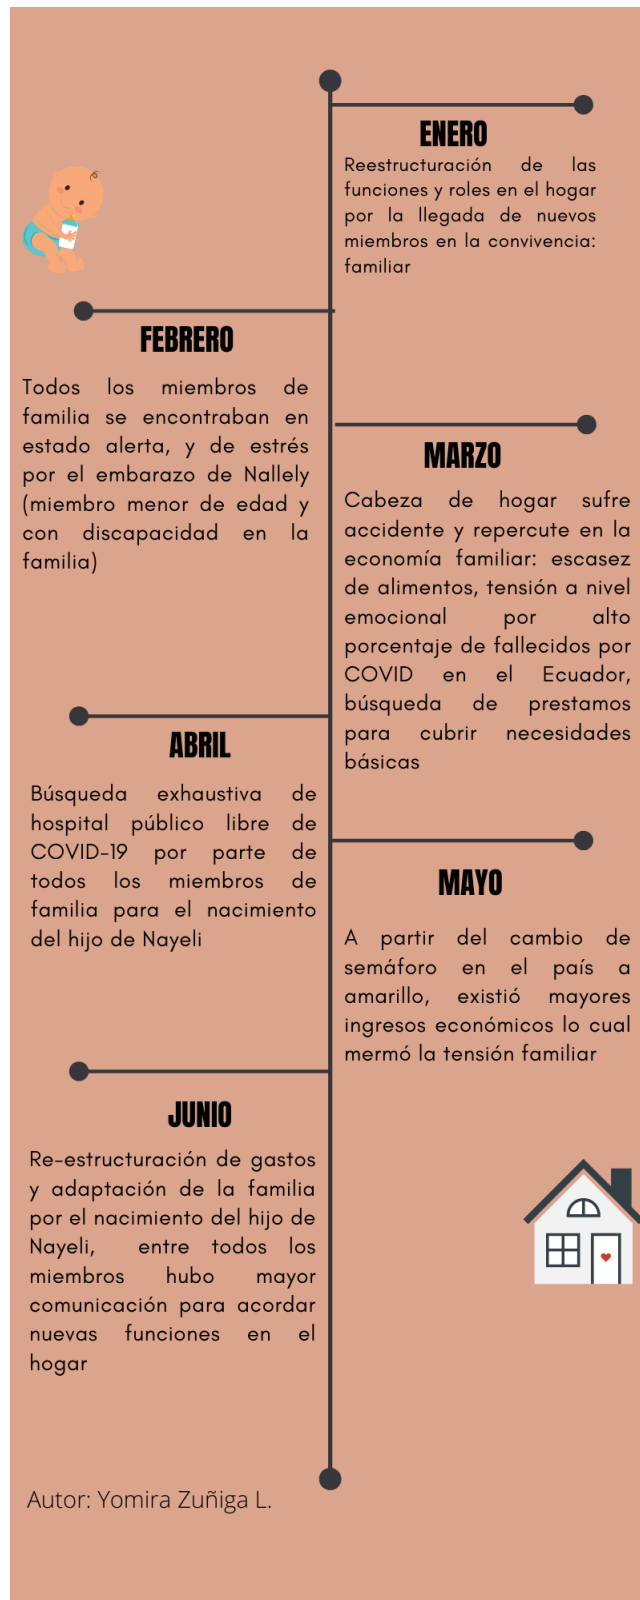 ENERO
Reestructuración de las
funciones y roles en el hogar
por la llegada de nuevos
miembros en la convivencia:
familiar
FEBRERO
Todos los miembros de
familia se encontraban en
estado alerta, y de estrés
por el embarazo de Nallely
(miembro menor de edad y
con discapacidad en la
familia)
MARZO
Cabeza de hogar sufre
accidente y repercute en la
economía familiar: escasez
de alimentos, tensión a nivel
emocional por alto
porcentaje de fallecidos por
COVID en el Ecuador,
búsqueda de prestamos
para cubrir necesidades
básicas
ABRIL
Búsqueda exhaustiva de
hospital público libre de
COVID-19 por parte de
todos los miembros de
familia para el nacimiento
del hijo de Nayeli
MAYO
A partir del cambio de
semáforo en el país a
amarillo, existió mayores
ingresos económicos lo cual
mermó la tensión familiar
JUNIO
Re-estructuración de gastos
y adaptación de la familia
por el nacimiento del hijo de
Nayeli, entre todos los
miembros hubo mayor
comunicación para acordar
nuevas funciones en el
hogar
Autor: Yomira Zuñiga L.